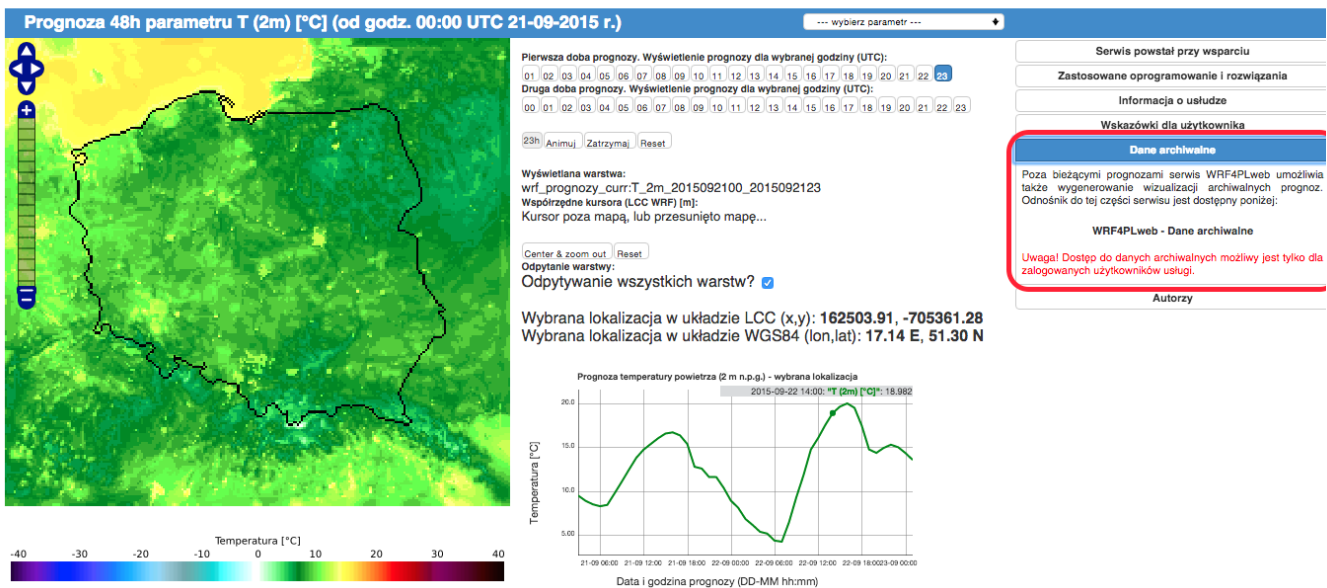 Prognoza 48h parametru T (2m) [°C] (od godz. 00:00 UTC 21-09-2015 r.)
--- wybierz parametr ---
Pierwsza doba prognozy. Wyświetlenie prognozy dla wybranej godziny (UTC):
01 02 03 04 05 06 07 08 09 10 11 12 13 14 15 16 17 18 19 20 21 22 23
Druga doba prognozy. Wyświetlenie prognozy dla wybranej godziny (UTC):
00 01 02 03 04 05 06 07 08 09 10 11 12 13 14 15 16 17 18 19 20 21 22 23
23h Animuj Zatrzymaj Reset
Wyświetlana warstwa:
wrf_prognozy_curr:T_2m_2015092100_2015092123
Współrzędne kursora (LCC WRF) [m]:
Kursor poza mapą, lub przesunięto mapę...
Center & zoom out Reset
Odpytanie warstwy:
Odpytywanie wszystkich warstw?
Wybrana lokalizacja w układzie LCC (x,y): 162503.91, -705361.28
Wybrana lokalizacja w układzie WGS84 (lon,lat): 17.14 E, 51.30 N
Prognoza temperatury powietrza (2 m n.p.g.) - wybrana lokalizacja
2015-09-22 14:00: "T (2m) [°C]": 18.982
20.0
15.0
10.0
5.00
Temperatura [°C]
21-09 06:00 21-09 12:00 21-09 18:00 22-09 00:00 22-09 06:00 22-09 12:00 22-09 18:00 23-09 00:00
Data i godzina prognozy (DD-MM hh:mm)
Temperatura [°C]
-40 -30 -20 -10 0 10 20 30 40
Serwis powstał przy wsparciu
Zastosowane oprogramowanie i rozwiązania
Informacja o usłudze
Wskazówki dla użytkownika
Dane archiwalne
Poza bieżącymi prognozami serwis WRF4PLweb umożliwia
także wygenerowanie wizualizacji archiwalnych prognoz.
Odnośnik do tej części serwisu jest dostępny poniżej:
WRF4PLweb - Dane archiwalne
Uwaga! Dostęp do danych archiwalnych możliwy jest tylko dla
zalogowanych użytkowników usługi.
Autorzy